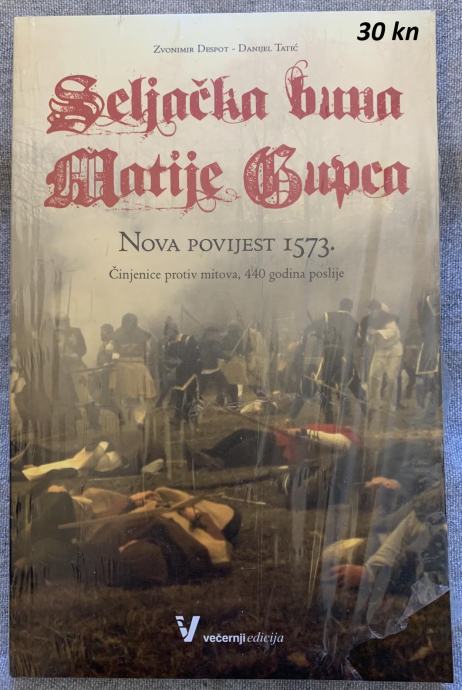 30 kn
Zvonimir Despot - Danijel Tatić
Seljačka buna
Matije Gupca
Nova povijest 1573.
Činjenice protiv mitova, 440 godina poslije
V večernji edicija